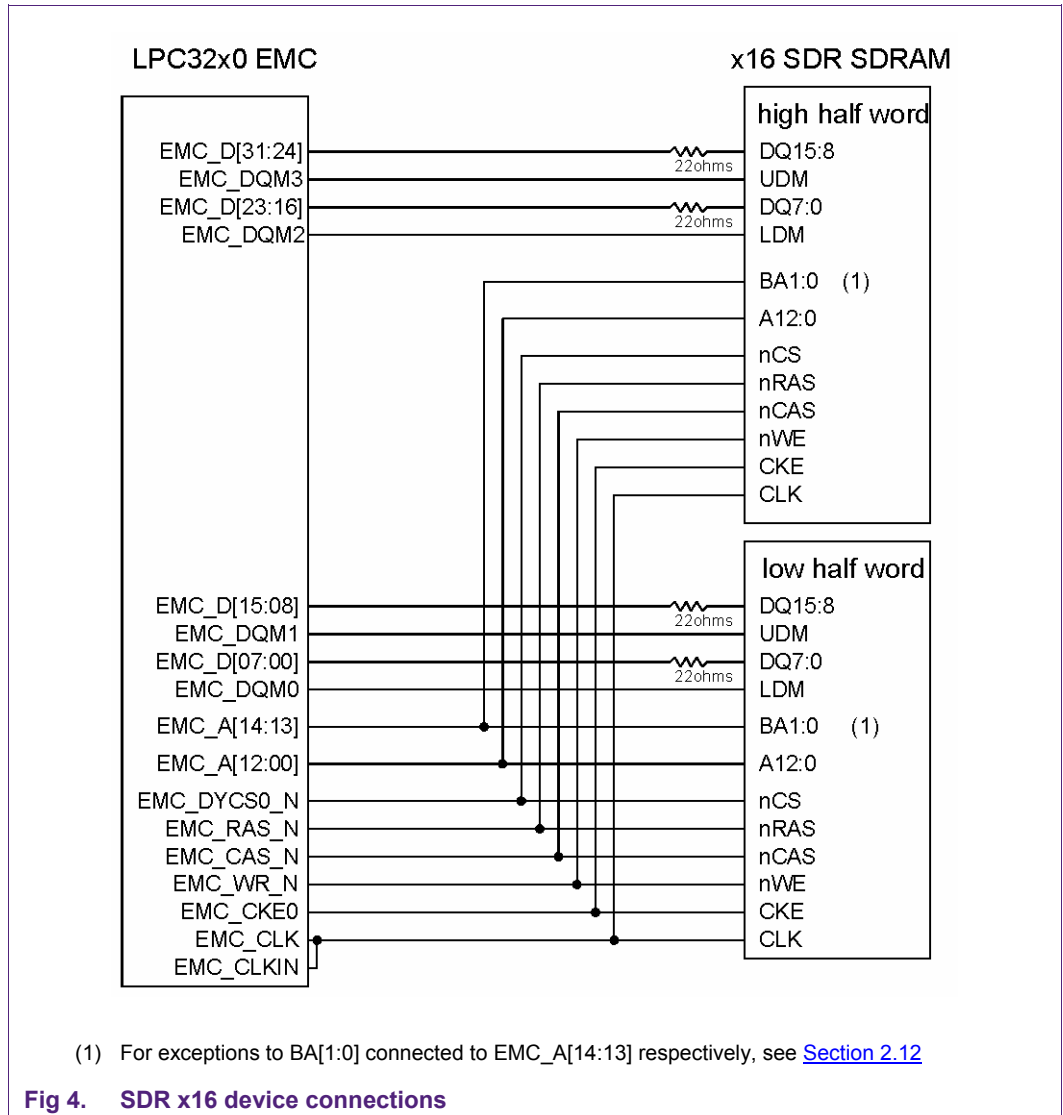 LPC32x0 EMC
x16 SDR SDRAM
EMC_D[31:24]
EMC_DQM3
EMC_D[23:16]
EMC_DQM2
22ohms
22ohms
high half word
DQ15:8
UDM
DQ7:0
LDM
BA1:0 (1)
A12:0
nCS
nRAS
nCAS
nWE
CKE
CLK
EMC_D[15:08]
EMC_DQM1
EMC_D[07:00]
EMC_DQM0
EMC_A[14:13]
EMC_A[12:00]
EMC_DYCS0_N
EMC_RAS_N
EMC_CAS_N
EMC_WR_N
EMC_CKE0
EMC_CLK
EMC_CLKIN
22ohms
22ohms
low half word
DQ15:8
UDM
DQ7:0
LDM
BA1:0 (1)
A12:0
nCS
nRAS
nCAS
nWE
CKE
CLK
(1) For exceptions to BA[1:0] connected to EMC_A[14:13] respectively, see Section 2.12
Fig 4. SDR x16 device connections